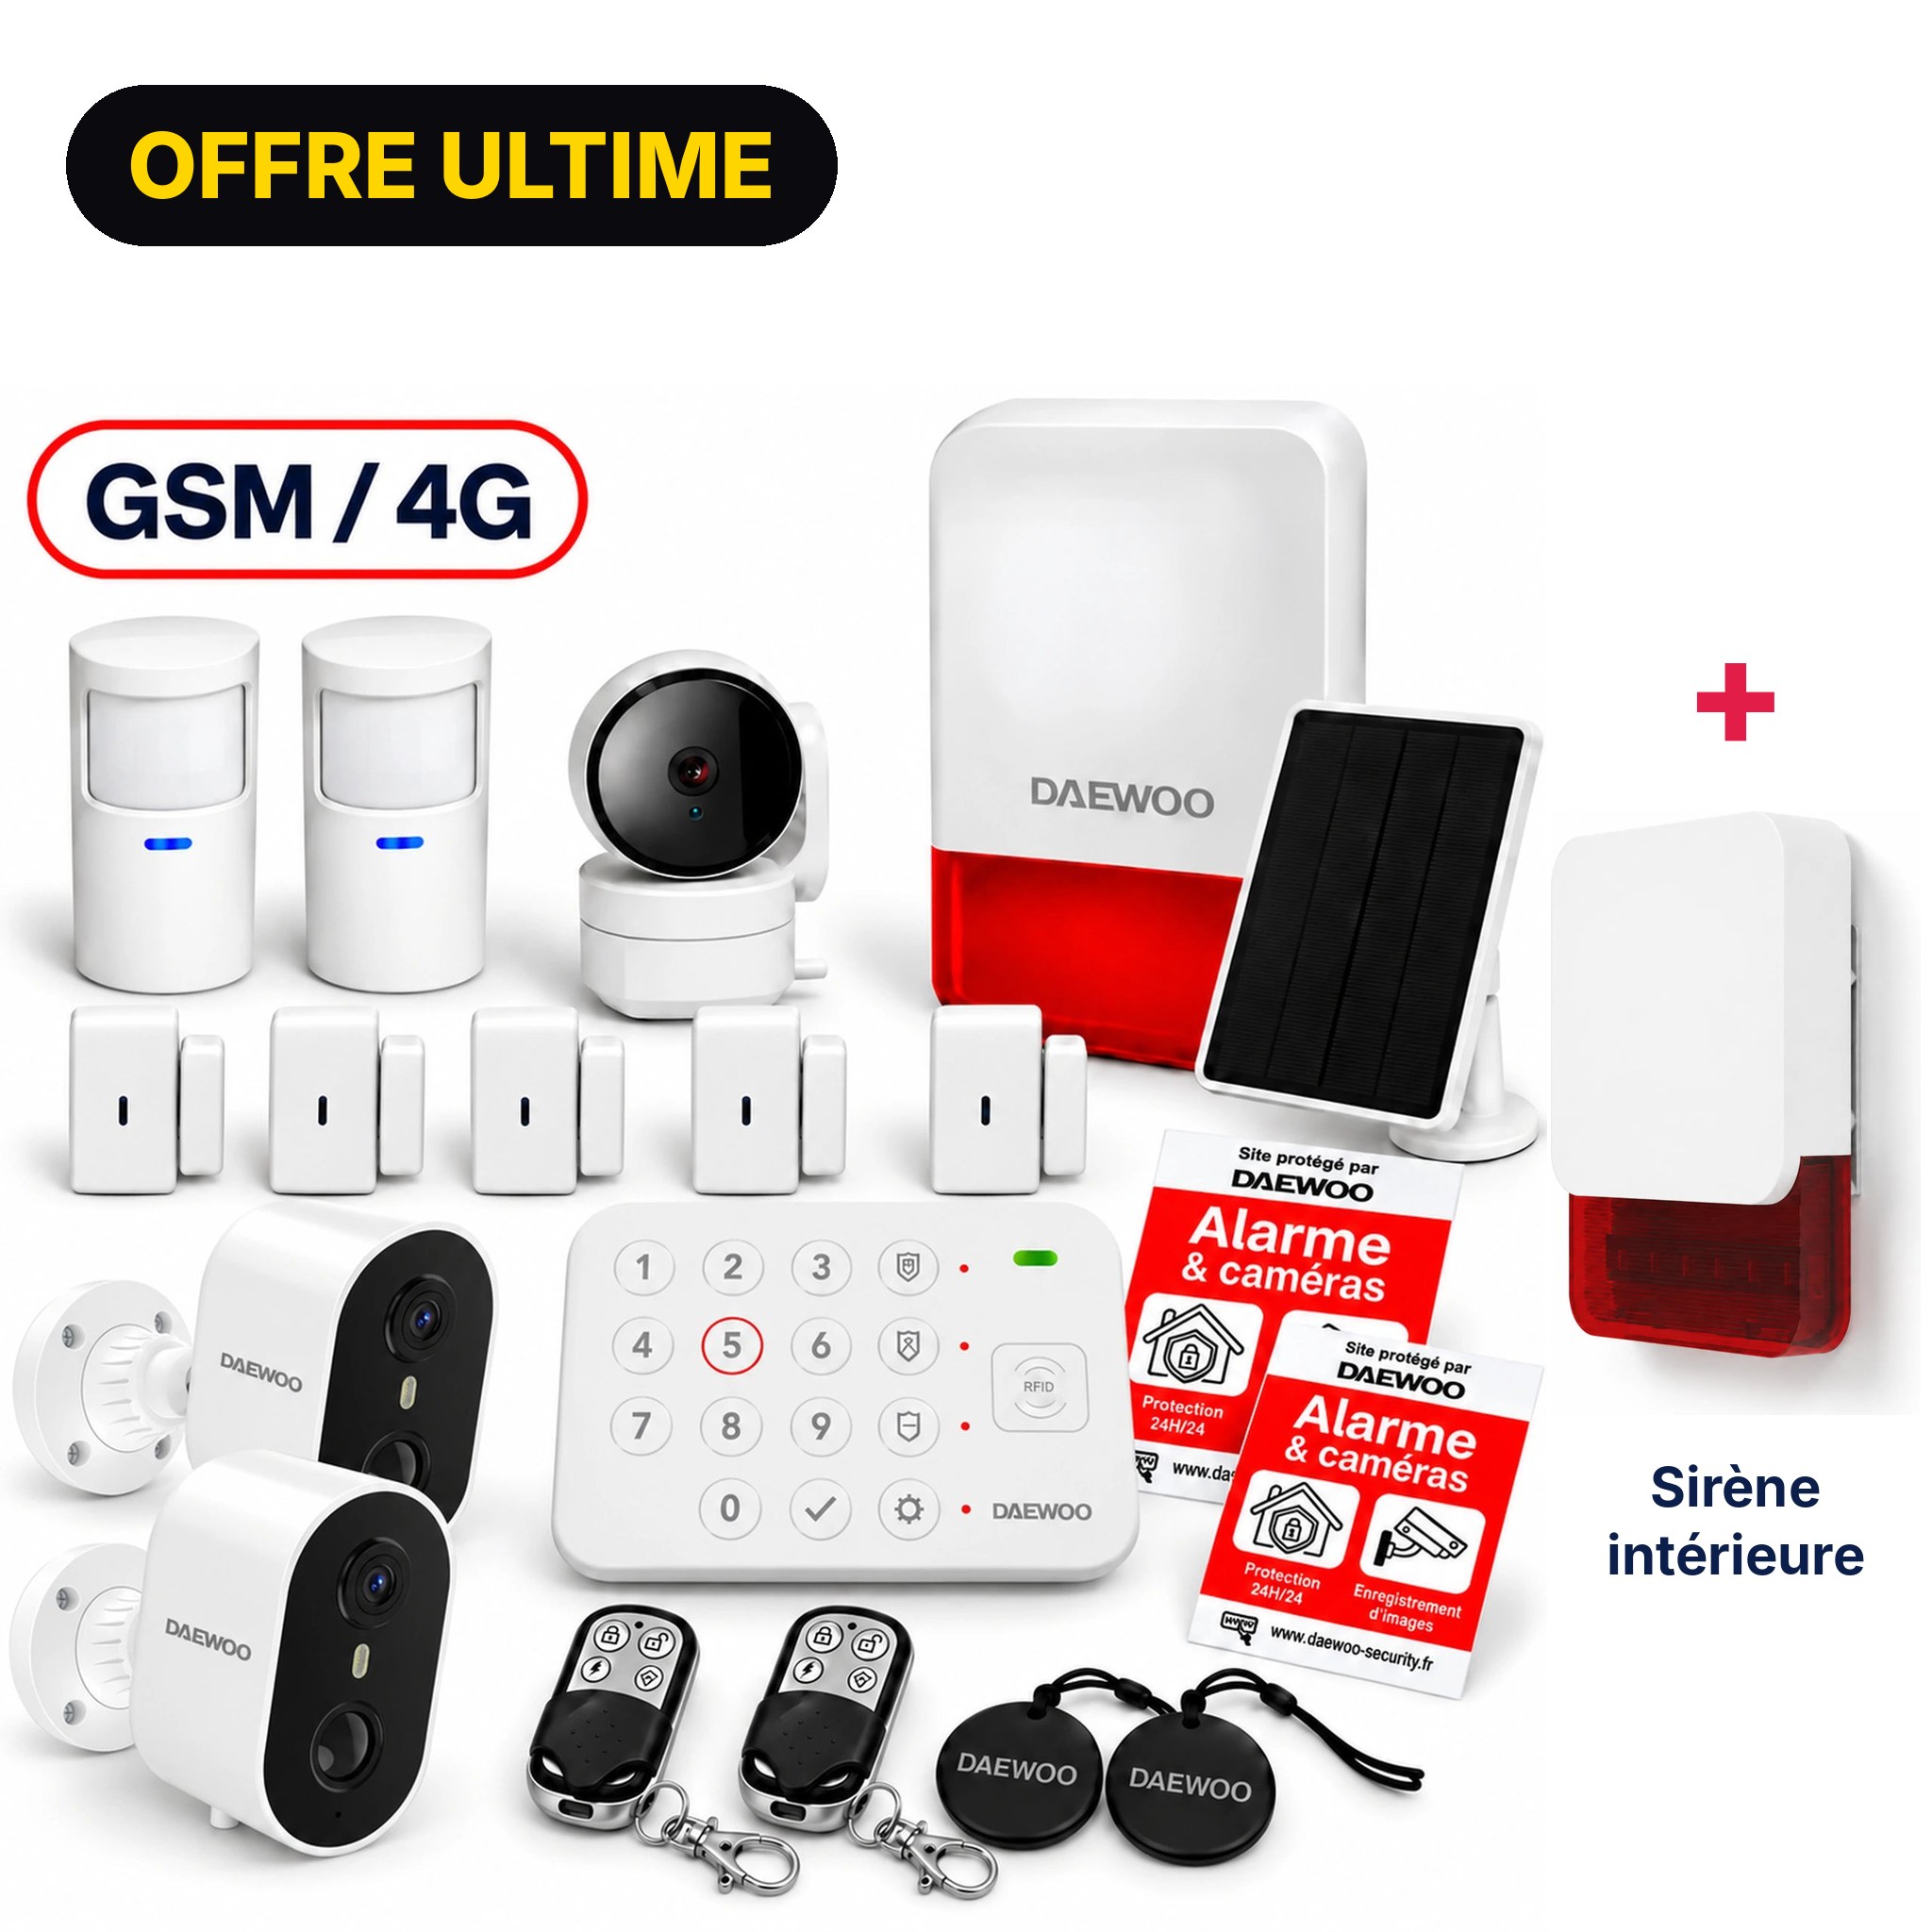 OFFRE ULTIME
GSM / 4G
DAEWOO
Site protégé par
DAEWOO
Alarme
& caméras
Protection
24H/24
www.da
Site protégé par
DAEWOO
Alarme
& caméras
Protection
24H/24
Enregistrement
d'images
www.daewoo-security.fr
1 2 3
4 5 6
7 8 9
0
RFID
DAEWOO
DAEWOO
DAEWOO
DAEWOO
DAEWOO
Sirène
intérieure